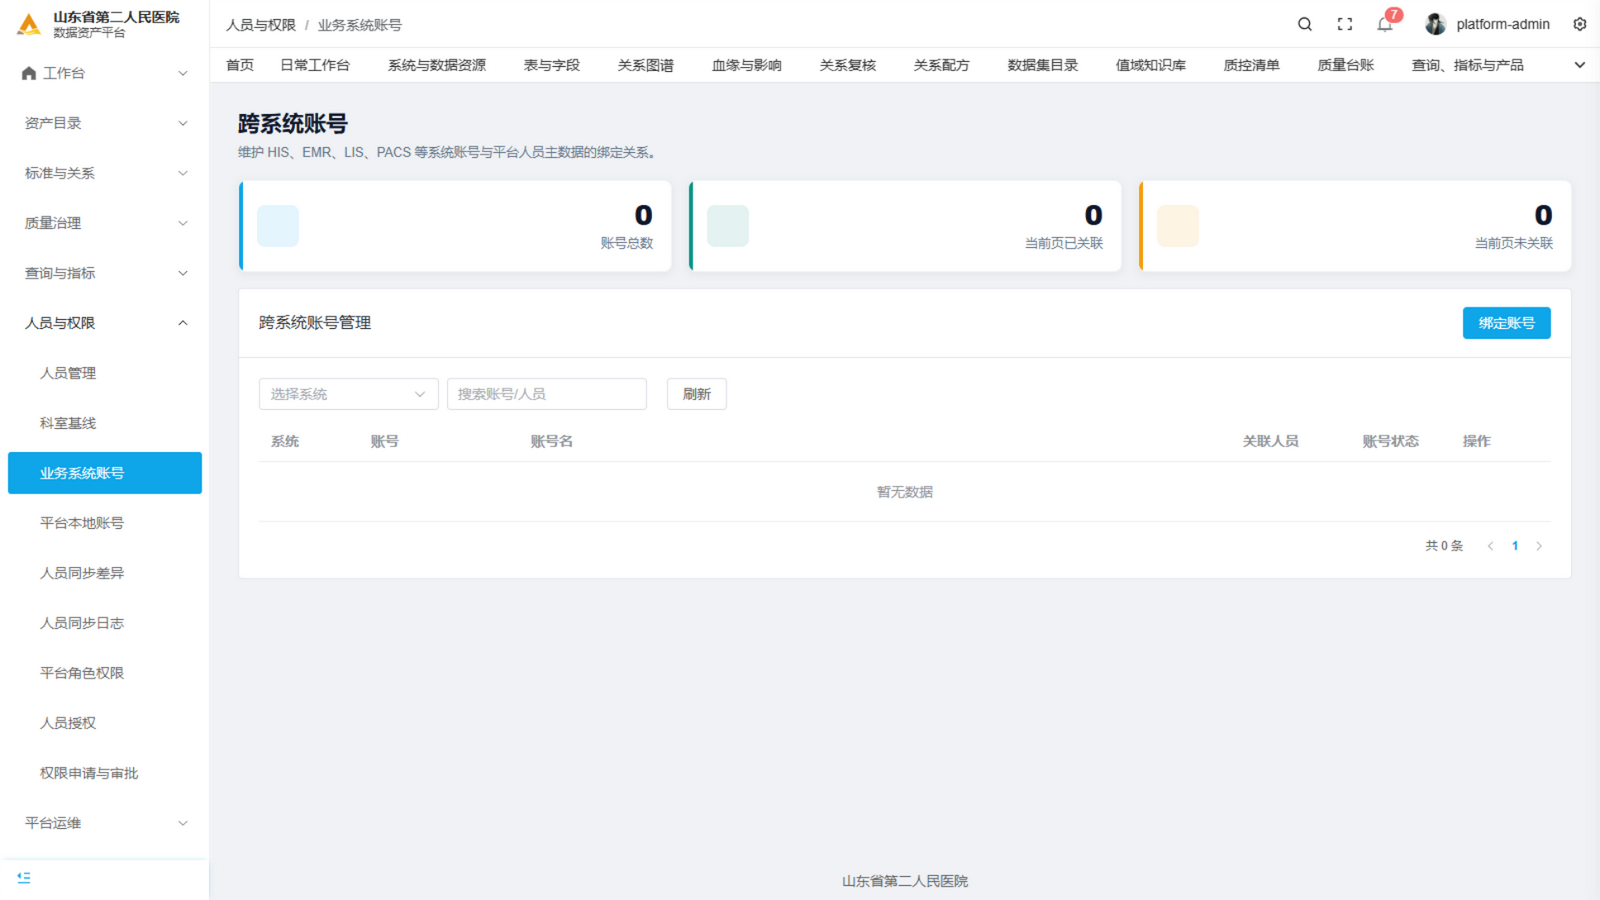 山东省第二人民医院
数据资产平台
人员与权限 / 业务系统账号
7
platform-admin
首页 日常工作台 系统与数据资源 表与字段 关系图谱 血缘与影响 关系复核 关系配方 数据集目录 值域知识库 质控清单 质量台账 查询、指标与产品
工作台
资产目录
标准与关系
质量治理
查询与指标
人员与权限
人员管理
科室基线
业务系统账号
平台本地账号
人员同步差异
人员同步日志
平台角色权限
人员授权
权限申请与审批
平台运维
跨系统账号
维护 HIS、EMR、LIS、PACS 等系统账号与平台人员主数据的绑定关系。
0
账号总数
0
当前页已关联
0
当前页未关联
跨系统账号管理
绑定账号
选择系统 搜索账号/人员 刷新
系统 账号 账号名 关联人员 账号状态 操作
暂无数据
共 0 条 1
山东省第二人民医院